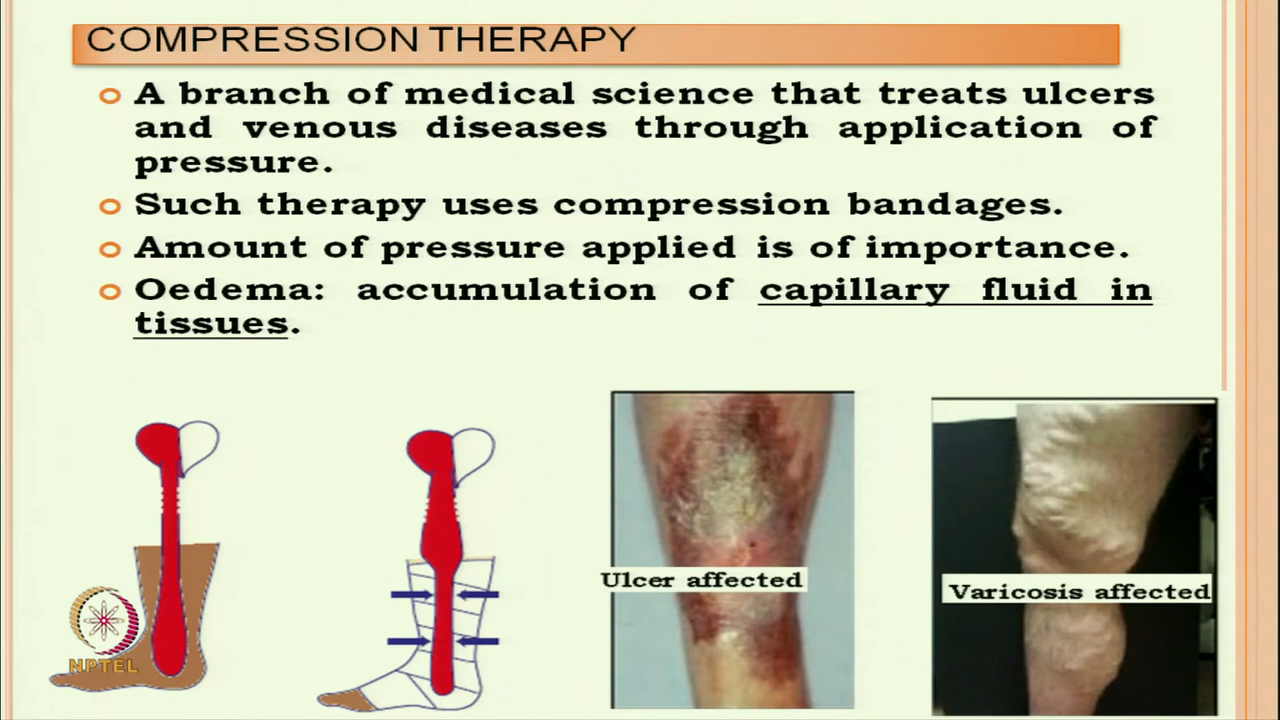 COMPRESSION THERAPY
A branch of medical science that treats ulcers
and venous diseases through application of
pressure.
Such therapy uses compression bandages.
Amount of pressure applied is of importance.
Oedema: accumulation of capillary fluid in
tissues.
Ulcer affected
Varicosis affected
NPTEL